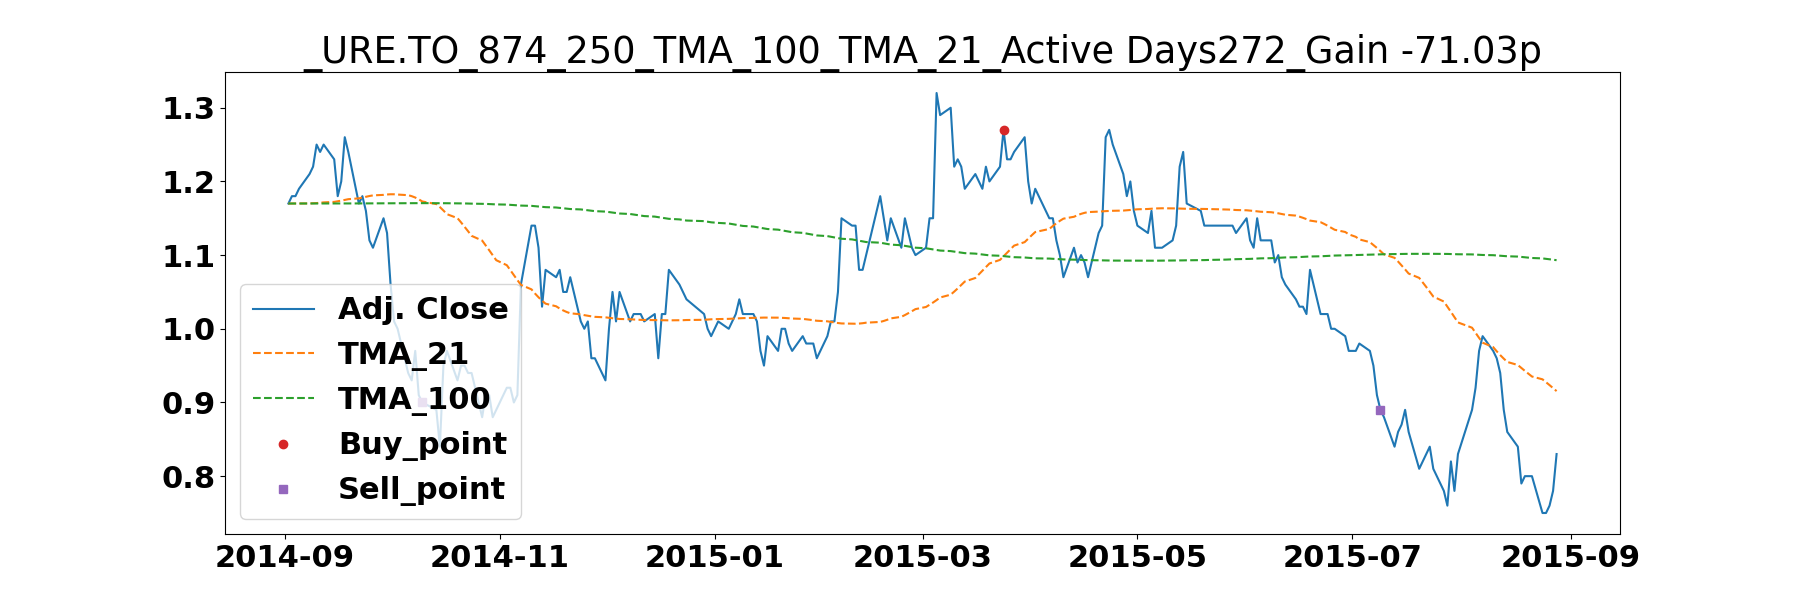 _URE.TO_874_250_TMA_100_TMA_21_Active Days272_Gain -71.03p
1.3
1.2
1.1
1.0
0.9
0.8
Adj. Close
TMA_21
TMA_100
Buy_point
Sell_point
2014-09 2014-11 2015-01 2015-03 2015-05 2015-07 2015-09